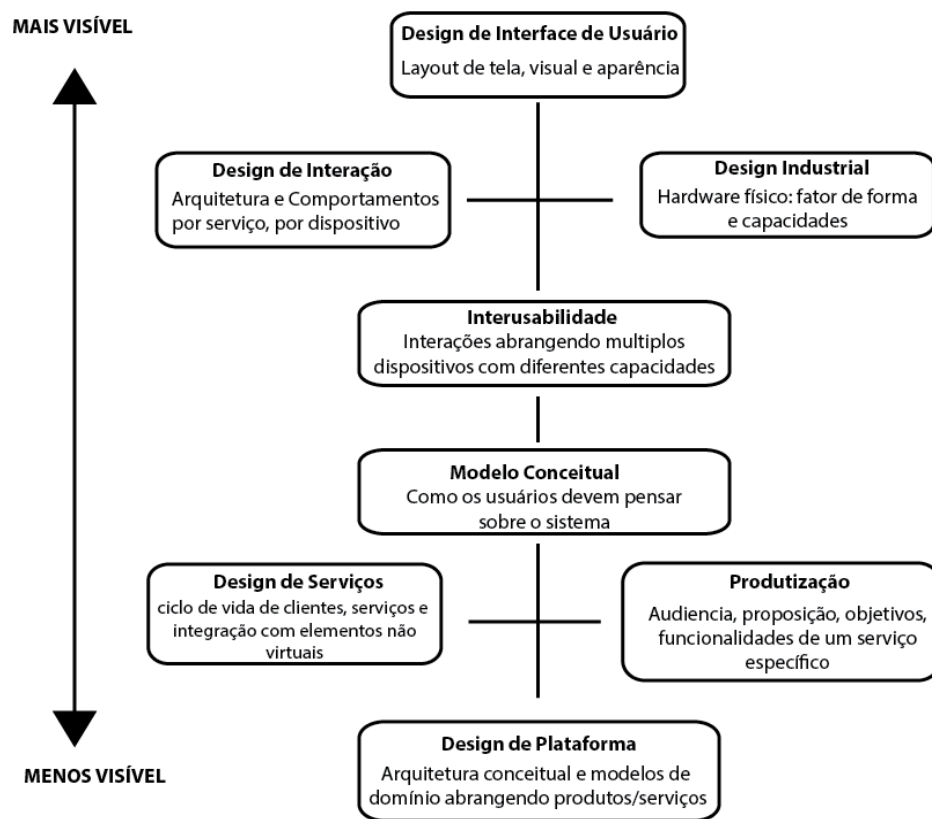 MAIS VISÍVEL
Design de Interface de Usuário
Layout de tela, visual e aparência
Design de Interação
Arquitetura e Comportamentos
por serviço, por dispositivo
Design Industrial
Hardware físico: fator de forma
e capacidades
Interusabilidade
Interações abrangendo multiplos
dispositivos com diferentes capacidades
Modelo Conceitual
Como os usuários devem pensar
sobre o sistema
Design de Serviços
ciclo de vida de clientes, serviços e
integração com elementos não
virtuais
Produtização
Audiencia, proposição, objetivos,
funcionalidades de um serviço
específico
Design de Plataforma
Arquitetura conceitual e modelos de
domínio abrangendo produtos/serviços
MENOS VISÍVEL